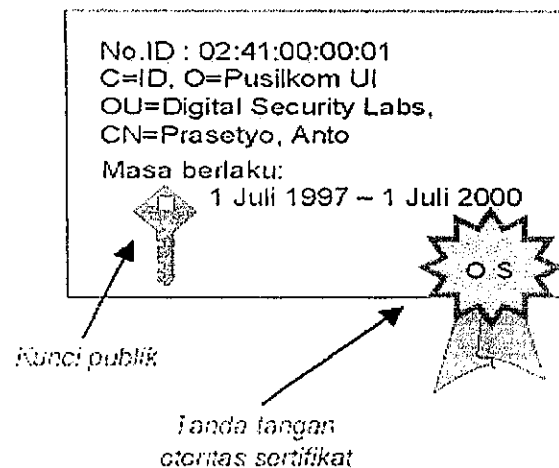 No.ID : 02:41:00:00:01
C=ID, O=Pusilkom UI
OU=Digital Security Labs,
CN=Prasetyo, Anto
Masa berlaku:
1 Juli 1997 – 1 Juli 2000
O S
Kunci publik
Tanda tangan
otoritas sertifikat